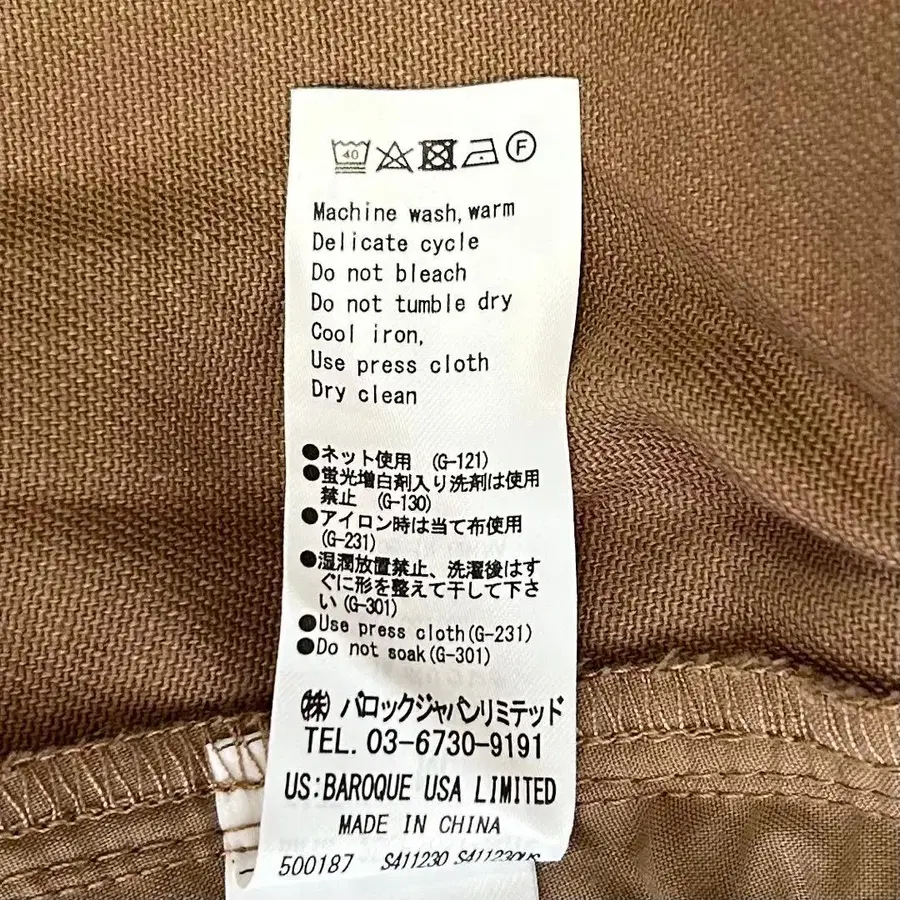 40 F
Machine wash, warm
Delicate cycle
Do not bleach
Do not tumble dry
Cool iron,
Use press cloth
Dry clean
●ネット使用 (G-121)
●蛍光増白剤入り洗剤は使用
禁止 (G-130)
●アイロン時は当て布使用
(G-231)
●湿潤放置禁止、洗濯後はす
ぐに形を整えて干して下さ
い(G-301)
●Use press cloth(G-231)
●Do not soak(G-301)
㈱ バロックジャパンリミテッド
TEL. 03-6730-9191
US:BAROQUE USA LIMITED
MADE IN CHINA
500187 S411230 S411230US